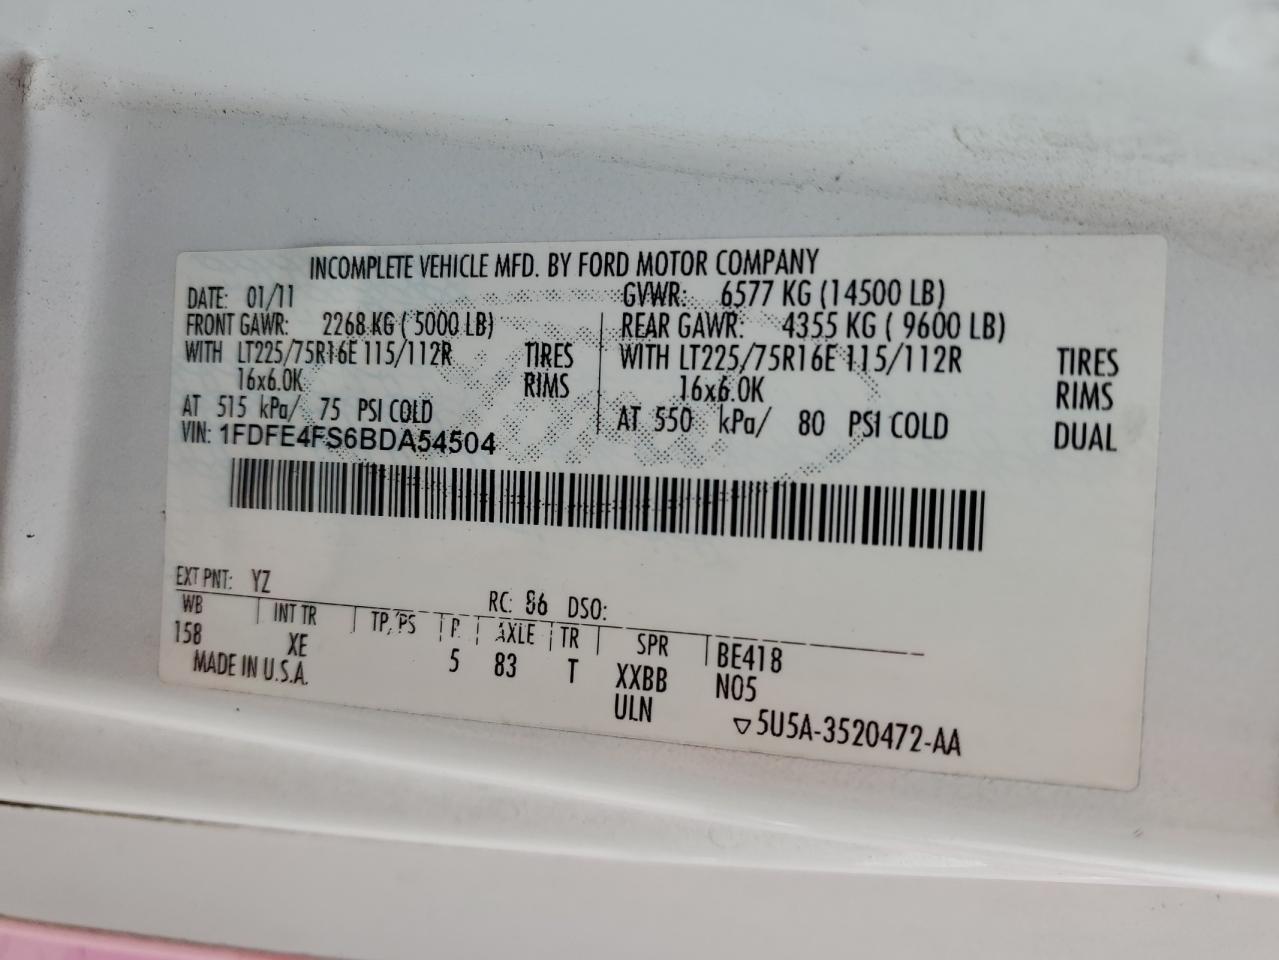 INCOMPLETE VEHICLE MFD. BY FORD MOTOR COMPANY
DATE: 01/11 GVWR: 6577 KG (14500 LB)
FRONT GAWR: 2268 KG ( 5000 LB) REAR GAWR: 4355 KG ( 9600 LB)
WITH LT225/75R16E 115/112R TIRES WITH LT225/75R16E 115/112R TIRES
16x6.0K RIMS 16x6.0K RIMS
AT 515 kPa/ 75 PSI COLD AT 550 kPa/ 80 PSI COLD DUAL
VIN: 1FDFE4FS6BDA54504
EXT PNT: YZ RC: 86 DSO:
WB INT TR TP/PS R AXLE TR SPR BE418
158 XE 5 83 T XXBB N05
MADE IN U.S.A. ULN ▽5U5A-3520472-AA